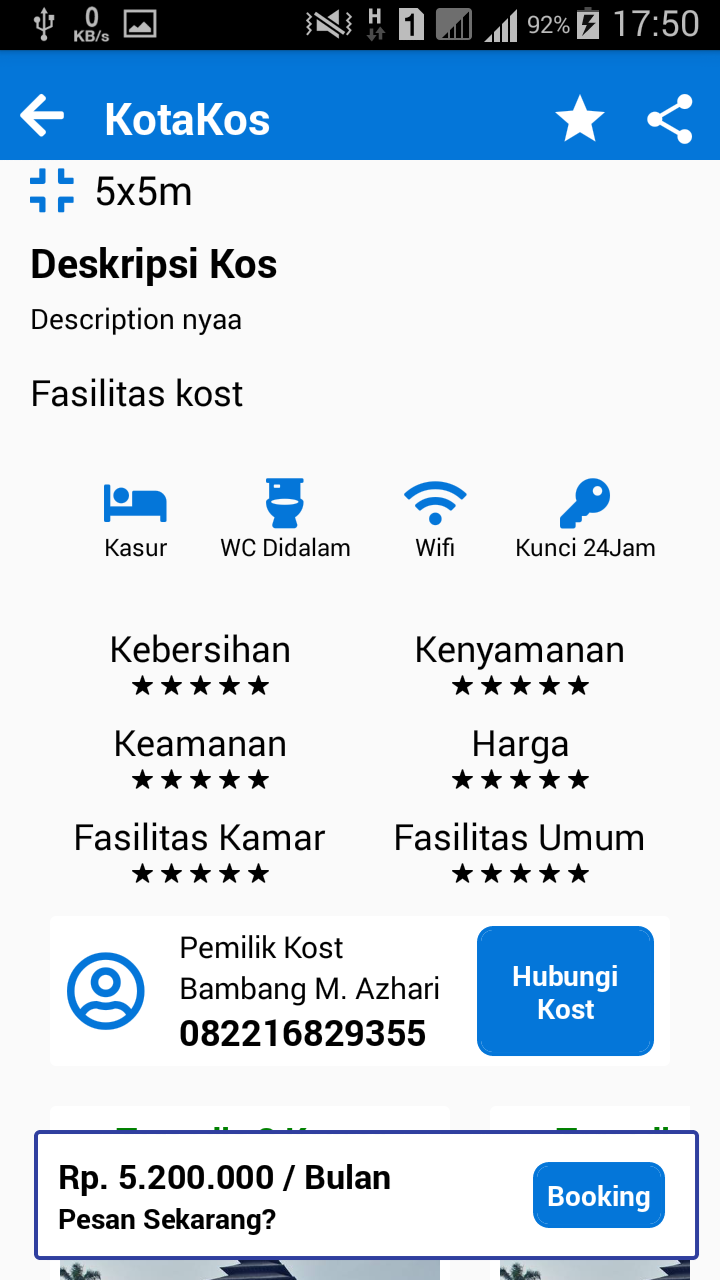 0
KB/s
H
1
92%
17:50
KotaKos
5x5m
Deskripsi Kos
Description nyaa
Fasilitas kost
Kasur
WC Didalam
Wifi
Kunci 24Jam
Kebersihan
Kenyamanan
Keamanan
Harga
Fasilitas Kamar
Fasilitas Umum
Pemilik Kost
Bambang M. Azhari
082216829355
Hubungi
Kost
Rp. 5.200.000 / Bulan
Pesan Sekarang?
Booking